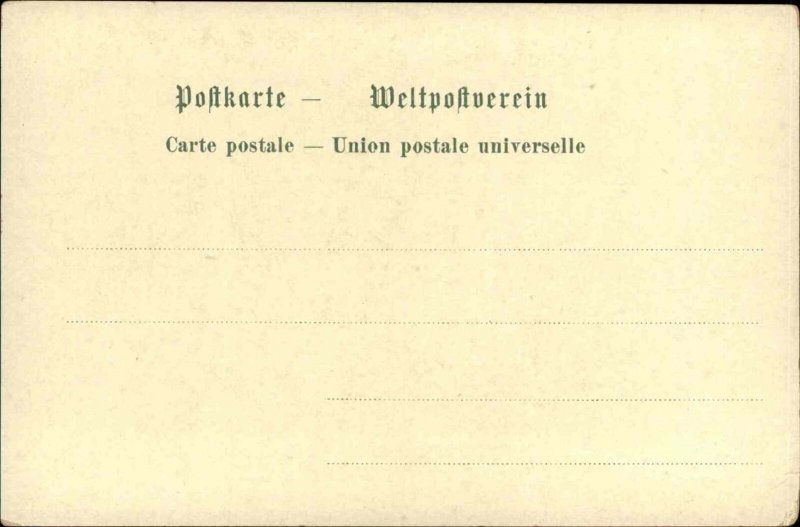 Postkarte — Weltpostverein
Carte postale — Union postale universelle